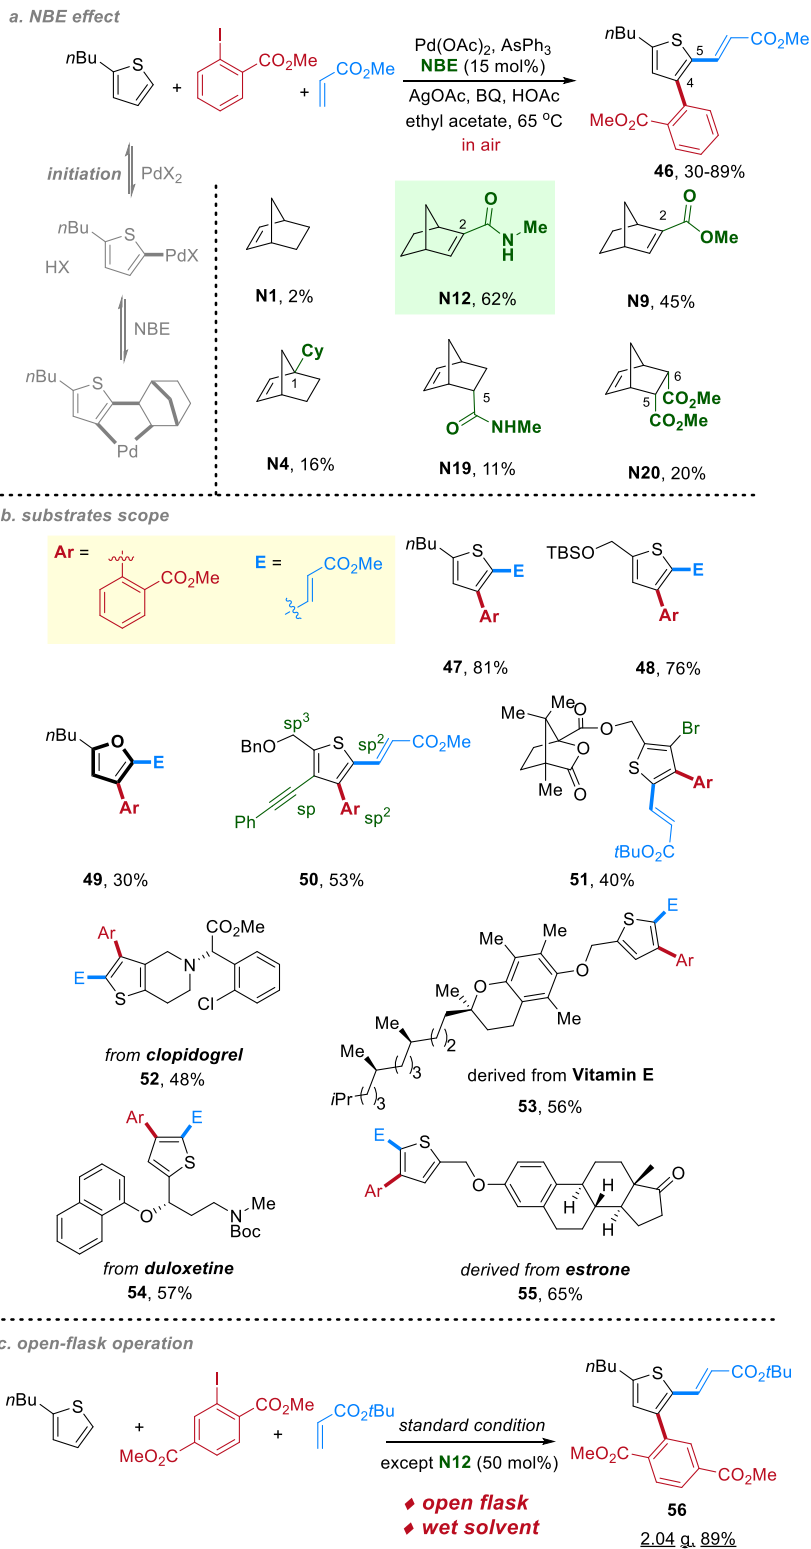 a. NBE effect
nBu
S
+
I
CO2Me
+
CO2Me
Pd(OAc)2, AsPh3
NBE (15 mol%)
AgOAc, BQ, HOAc
ethyl acetate, 65 °C
in air
nBu
S
5
CO2Me
4
MeO2C
46, 30-89%
initiation
PdX2
nBu
S
PdX
HX
NBE
nBu
S
Pd
N1, 2%
2
O
N
H
Me
N12, 62%
2
O
OMe
N9, 45%
Cy
1
N4, 16%
5
O
NHMe
N19, 11%
6
CO2Me
5
CO2Me
N20, 20%
b. substrates scope
Ar =
CO2Me
E =
CO2Me
nBu
S
E
Ar
47, 81%
TBSO
S
E
Ar
48, 76%
nBu
O
E
Ar
49, 30%
sp3
BnO
S
sp2
CO2Me
sp
Ar
sp2
Ph
50, 53%
Me
Me
O
O
O
O
Me
S
Br
Ar
tBuO2C
51, 40%
Ar
E
S
N
CO2Me
Cl
from clopidogrel
52, 48%
E
S
Ar
Me
Me
O
Me
O
Me
Me
2
Me
3
iPr
3
derived from Vitamin E
53, 56%
Ar
E
S
O
Me
N
Boc
from duloxetine
54, 57%
E
S
Ar
O
O
H
H
H
derived from estrone
55, 65%
c. open-flask operation
nBu
S
+
I
CO2Me
MeO2C
+
CO2tBu
standard condition
except N12 (50 mol%)
♦ open flask
♦ wet solvent
nBu
S
CO2tBu
MeO2C
CO2Me
56
2.04 g, 89%